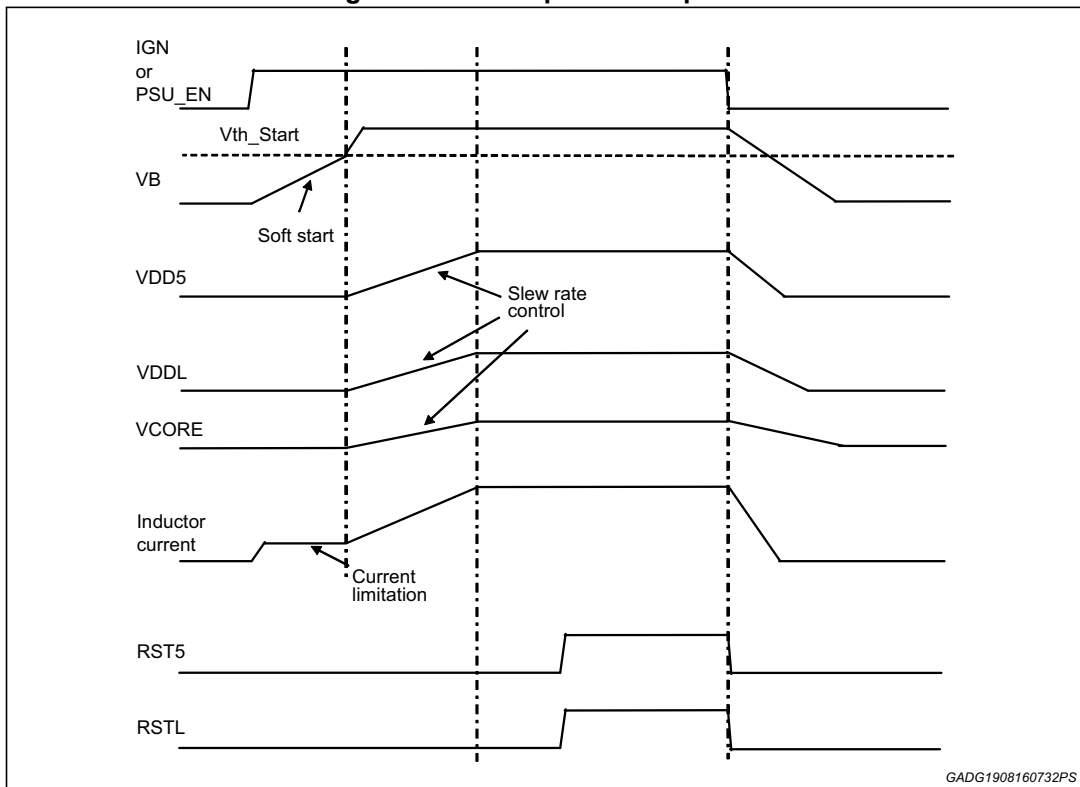 IGN
or
PSU_EN
Vth_Start
VB
Soft start
VDD5
Slew rate
control
VDDL
VCORE
Inductor
current
Current
limitation
RST5
RSTL
GADG1908160732PS